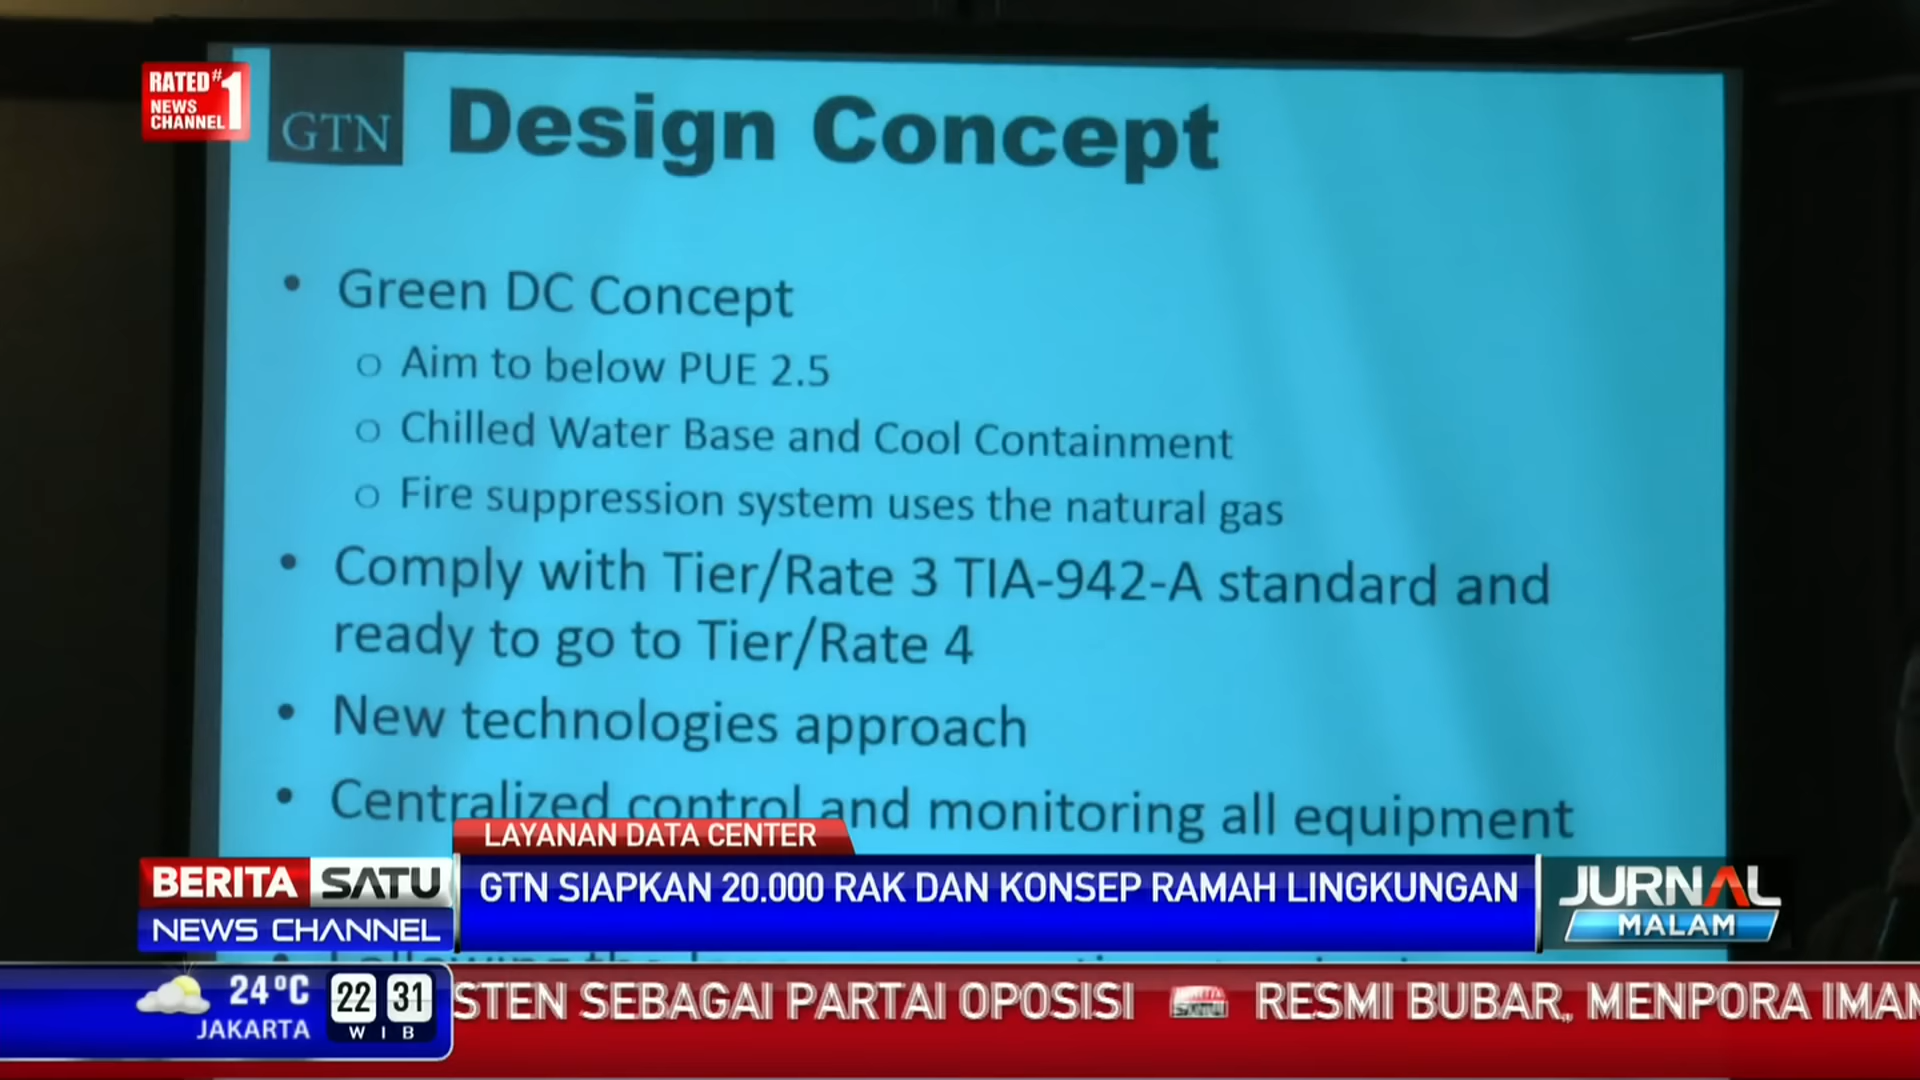 RATED #1
NEWS
CHANNEL
GTN
Design Concept
• Green DC Concept
o Aim to below PUE 2.5
o Chilled Water Base and Cool Containment
o Fire suppression system uses the natural gas
• Comply with Tier/Rate 3 TIA-942-A standard and
ready to go to Tier/Rate 4
• New technologies approach
• Centralized control and monitoring all equipment
LAYANAN DATA CENTER
BERITA SATU
NEWS CHANNEL
GTN SIAPKAN 20.000 RAK DAN KONSEP RAMAH LINGKUNGAN
JURNAL
MALAM
24°C
JAKARTA
22 31
WIB
STEN SEBAGAI PARTAI OPOSISI
RESMI BUBAR, MENPORA IMAM